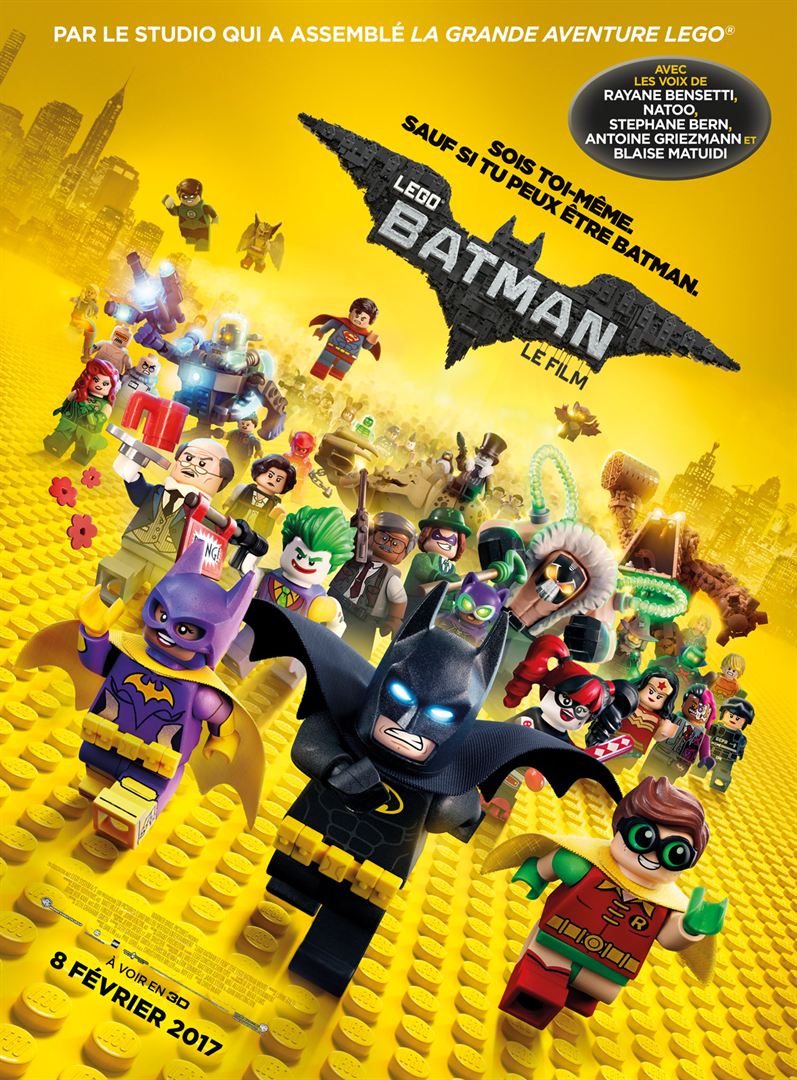 PAR LE STUDIO QUI A ASSEMBLÉ LA GRANDE AVENTURE LEGO®
AVEC
LES VOIX DE
RAYANE BENSETTI,
NATOO,
STEPHANE BERN,
ANTOINE GRIEZMANN ET
BLAISE MATUIDI
SOIS TOI-MÊME.
SAUF SI TU PEUX ÊTRE BATMAN.
LEGO
BATMAN
LE FILM
R
À VOIR EN 3D
8 FÉVRIER 2017